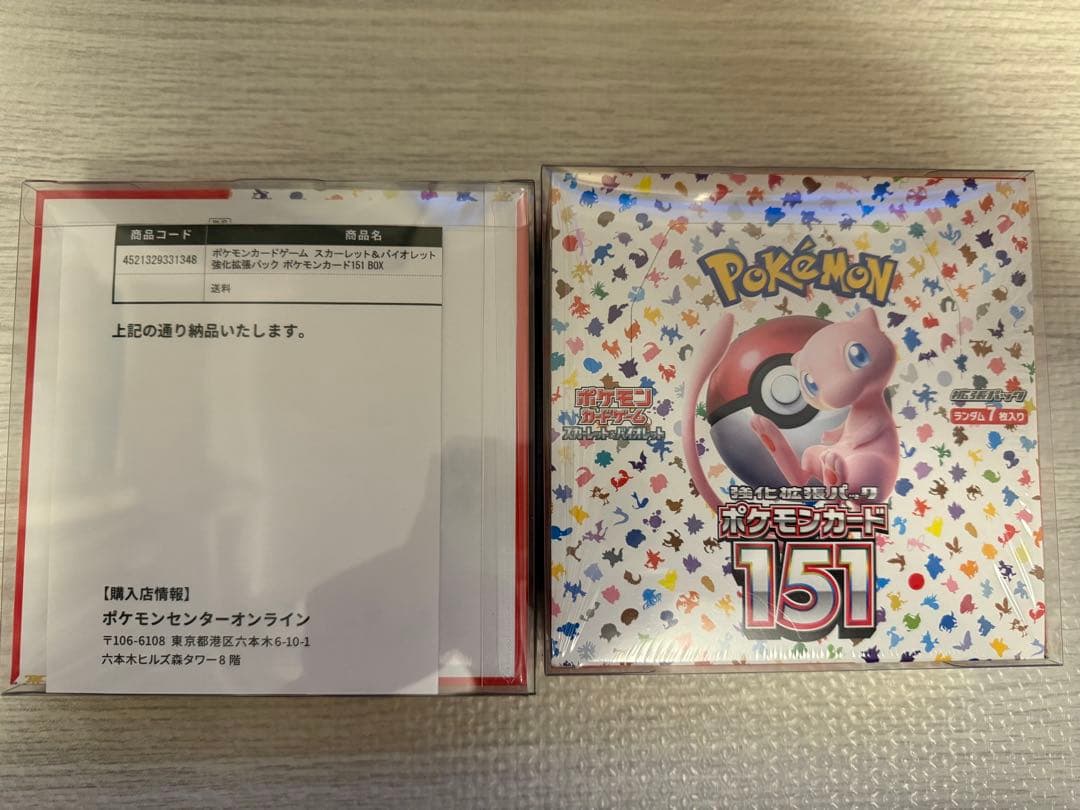 商品コード 商品名
4521329331348 ポケモンカードゲーム スカーレット&バイオレット
強化拡張パック ポケモンカード151 BOX
送料
上記の通り納品いたします。
【購入店情報】
ポケモンセンターオンライン
〒106-6108 東京都港区六本木6-10-1
六本木ヒルズ森タワー8階
POKéMON
ポケモン
カードゲーム
スカーレット&バイオレット
拡張パック
ランダム7枚入り
強化拡張パック
ポケモンカード
151